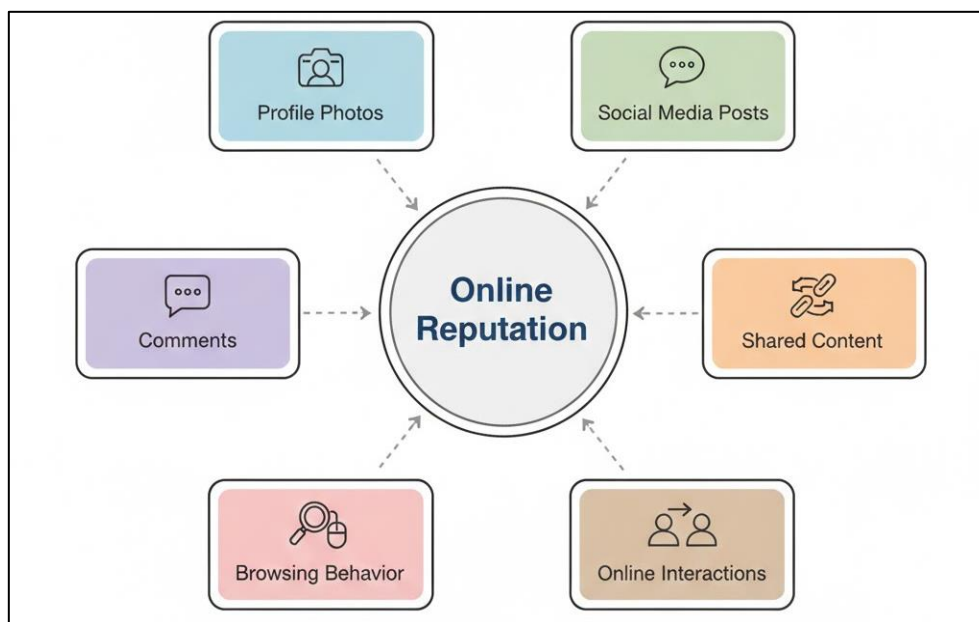 Profile Photos
Social Media Posts
Comments
Online
Reputation
Shared Content
Browsing Behavior
Online Interactions